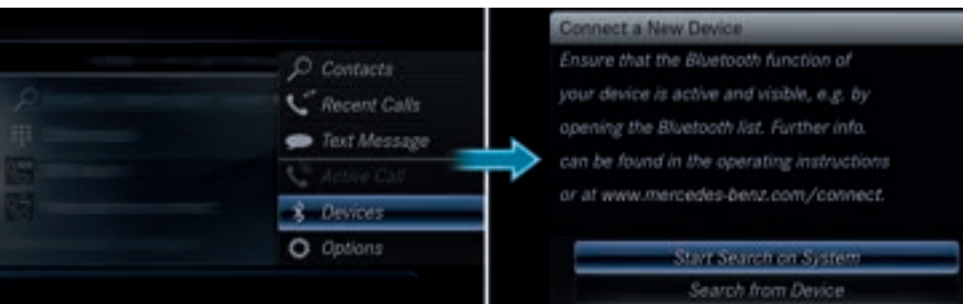 Contacts
Recent Calls
Text Message
Active Call
Devices
Options
Connect a New Device
Ensure that the Bluetooth function of
your device is active and visible, e.g. by
opening the Bluetooth list. Further info.
can be found in the operating instructions
or at www.mercedes-benz.com/connect.
Start Search on System
Search from Device